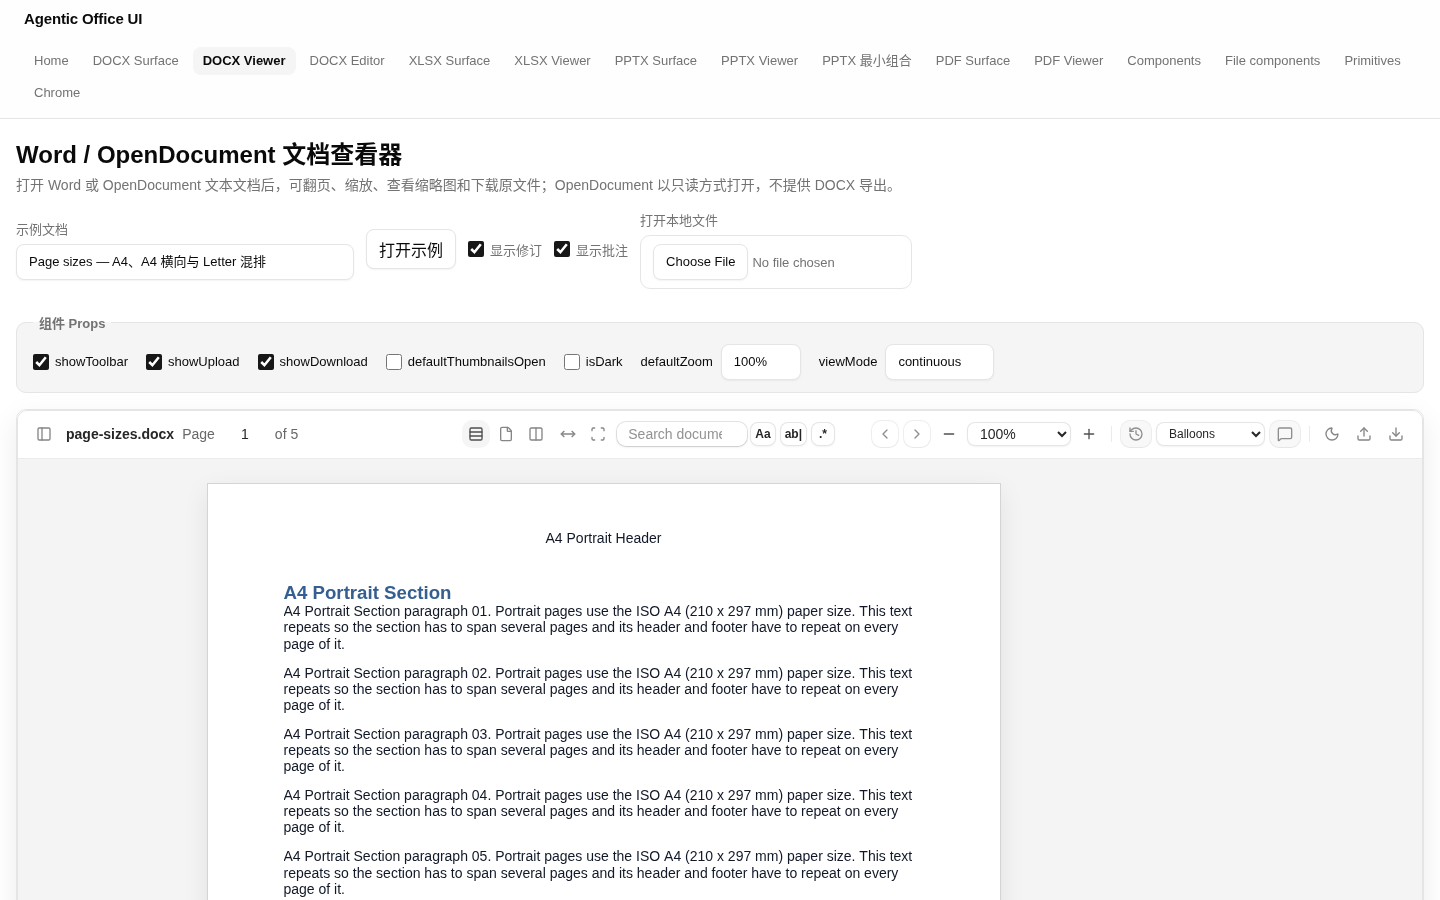 Agentic Office UI
Home DOCX Surface DOCX Viewer DOCX Editor XLSX Surface XLSX Viewer PPTX Surface PPTX Viewer PPTX 最小组合 PDF Surface PDF Viewer Components File components Primitives
Chrome
Word / OpenDocument 文档查看器
打开 Word 或 OpenDocument 文本文档后，可翻页、缩放、查看缩略图和下载原文件；OpenDocument 以只读方式打开，不提供 DOCX 导出。
示例文档
Page sizes — A4、A4 横向与 Letter 混排
打开示例
显示修订
显示批注
打开本地文件
Choose File No file chosen
组件 Props
showToolbar showUpload showDownload defaultThumbnailsOpen isDark defaultZoom 100% viewMode continuous
page-sizes.docx Page 1 of 5 Search docume Aa ab| .* 100% Balloons
A4 Portrait Header
A4 Portrait Section
A4 Portrait Section paragraph 01. Portrait pages use the ISO A4 (210 x 297 mm) paper size. This text
repeats so the section has to span several pages and its header and footer have to repeat on every
page of it.
A4 Portrait Section paragraph 02. Portrait pages use the ISO A4 (210 x 297 mm) paper size. This text
repeats so the section has to span several pages and its header and footer have to repeat on every
page of it.
A4 Portrait Section paragraph 03. Portrait pages use the ISO A4 (210 x 297 mm) paper size. This text
repeats so the section has to span several pages and its header and footer have to repeat on every
page of it.
A4 Portrait Section paragraph 04. Portrait pages use the ISO A4 (210 x 297 mm) paper size. This text
repeats so the section has to span several pages and its header and footer have to repeat on every
page of it.
A4 Portrait Section paragraph 05. Portrait pages use the ISO A4 (210 x 297 mm) paper size. This text
repeats so the section has to span several pages and its header and footer have to repeat on every
page of it.